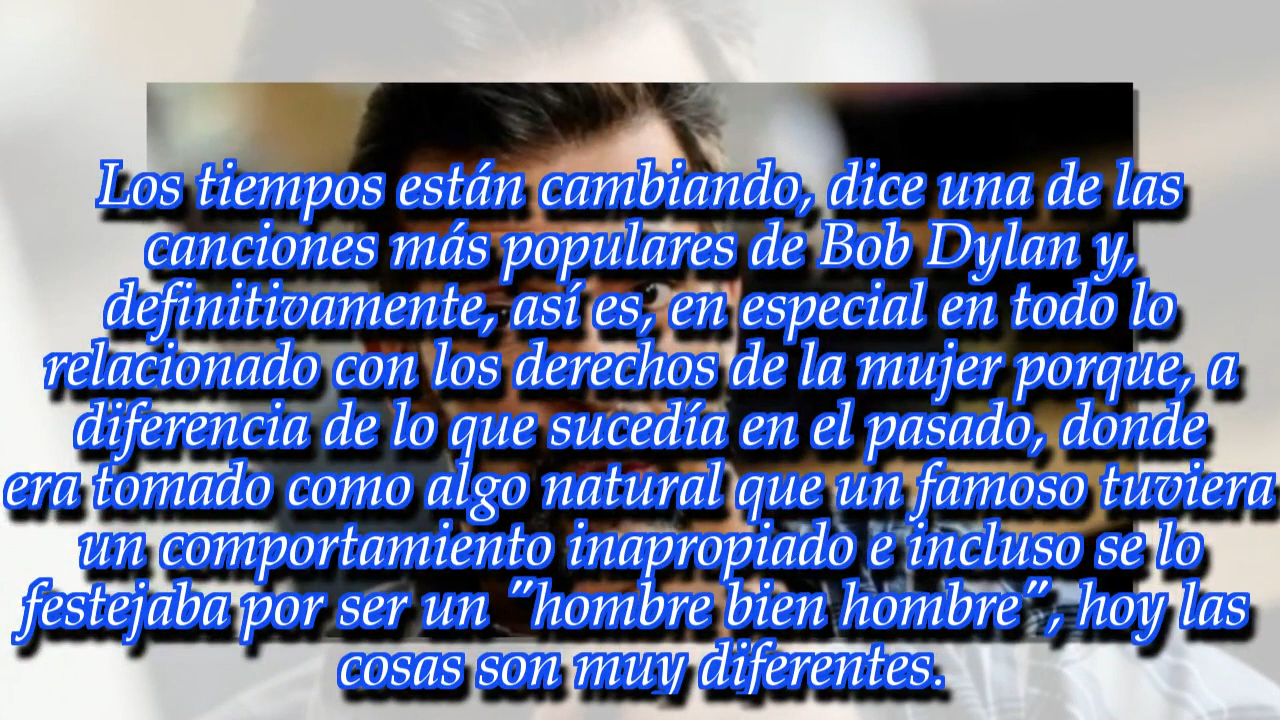 Los tiempos están cambiando, dice una de las
canciones más populares de Bob Dylan y,
definitivamente, así es, en especial en todo lo
relacionado con los derechos de la mujer porque, a
diferencia de lo que sucedía en el pasado, donde
era tomado como algo natural que un famoso tuviera
un comportamiento inapropiado e incluso se lo
festejaba por ser un "hombre bien hombre", hoy las
cosas son muy diferentes.